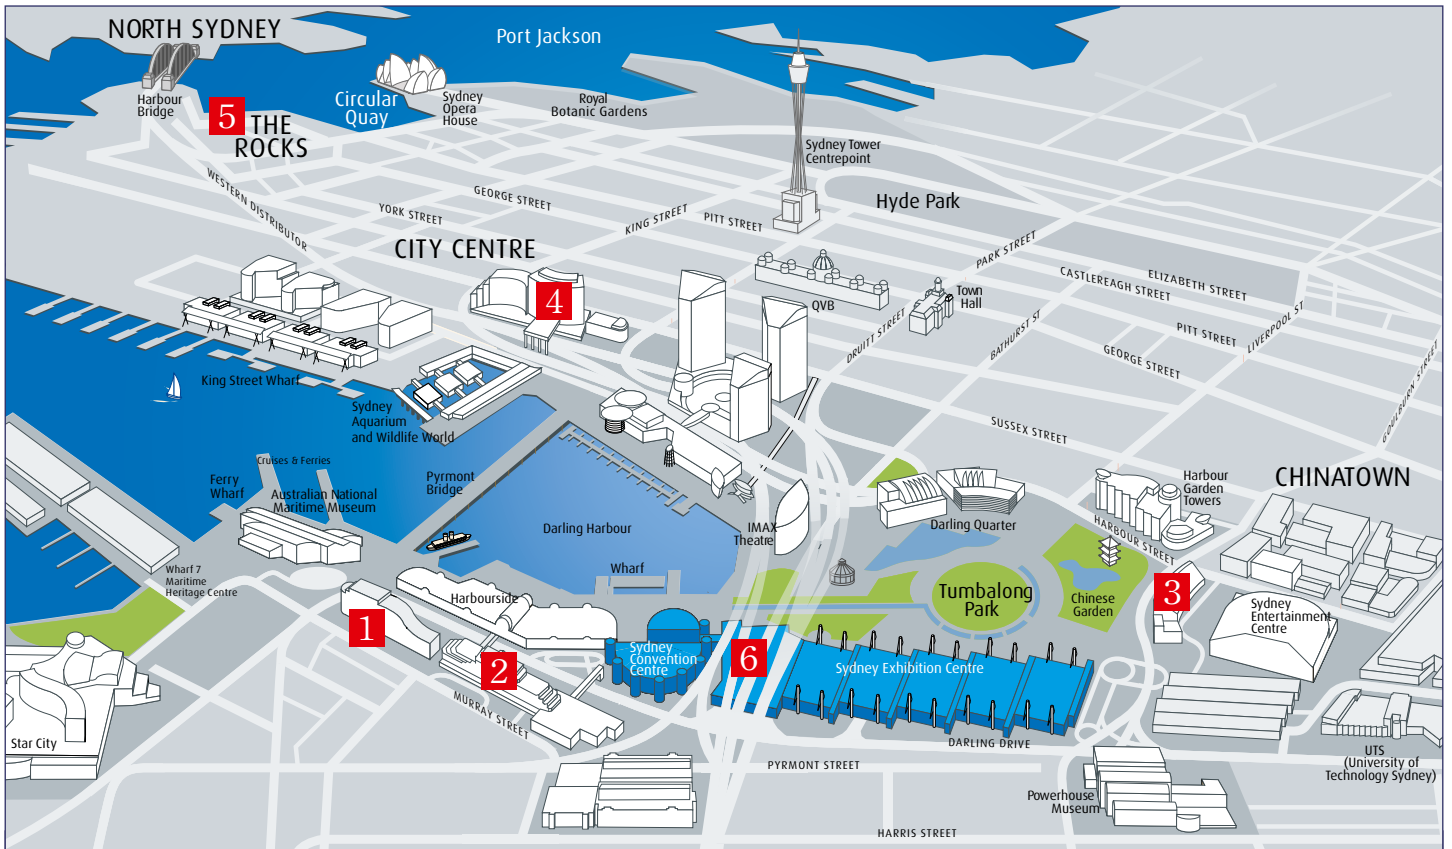 NORTH SYDNEY
Port Jackson
Harbour
Bridge
5
THE
ROCKS
Circular
Quay
Sydney
Opera
House
Royal
Botanic Gardens
Sydney Tower
Centrepoint
Hyde Park
WESTERN DISTRIBUTOR
GEORGE STREET
YORK STREET
KING STREET
PITT STREET
PARK STREET
CITY CENTRE
CASTLEREAGH STREET
ELIZABETH STREET
4
QVB
Town
Hall
DRUITT STREET
BATHURST ST
PITT STREET
LIVERPOOL ST
GEORGE STREET
GOULBURN STREET
King Street Wharf
Sydney
Aquarium
and Wildlife World
SUSSEX STREET
Cruises & Ferries
Ferry
Wharf
Australian National
Maritime Museum
Pyrmont
Bridge
Darling Harbour
IMAX
Theatre
Darling Quarter
Harbour
Garden
Towers
CHINATOWN
HARBOUR STREET
Wharf 7
Maritime
Heritage Centre
Wharf
Harbourside
Tumbalong
Park
Chinese
Garden
3
Sydney
Entertainment
Centre
1
2
Sydney
Convention
Centre
6
Sydney Exhibition Centre
MURRAY STREET
Star City
DARLING DRIVE
PYRMONT STREET
UTS
(University of
Technology Sydney)
Powerhouse
Museum
HARRIS STREET